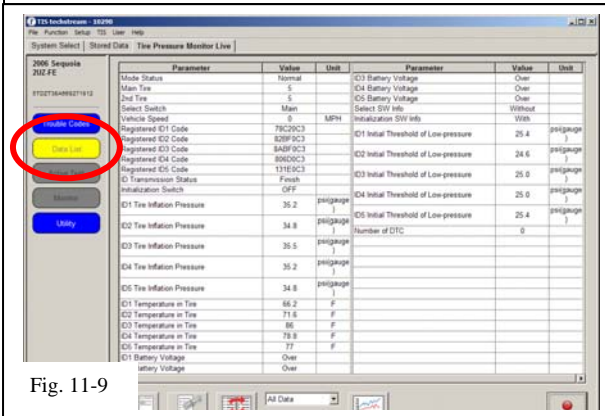 TIS techstream - 10290
File Function Setup TIS User Help
System Select Stored Data Tire Pressure Monitor Live
2006 Sequoia
2UZ-FE
Trouble Codes
Data List
Monitor
Utility
Parameter Value Unit
Mode Status Normal
Main Tire 5
2nd Tire 5
Select Switch Main
Vehicle Speed 0 MPH
Registered ID1 Code 78C20C3
Registered ID2 Code 82BF0C3
Registered ID3 Code 8ABF0C3
Registered ID4 Code 806D0C3
Registered ID5 Code 131E0C3
ID Transmission Status Finish
Initialization Switch OFF
ID1 Tire Inflation Pressure 35.2 psi(gauge)
ID2 Tire Inflation Pressure 34.8 psi(gauge)
ID3 Tire Inflation Pressure 35.5 psi(gauge)
ID4 Tire Inflation Pressure 35.2 psi(gauge)
ID5 Tire Inflation Pressure 34.8 psi(gauge)
ID1 Temperature in Tire 66.2 F
ID2 Temperature in Tire 71.6 F
ID3 Temperature in Tire 86 F
ID4 Temperature in Tire 78.8 F
ID5 Temperature in Tire 77 F
ID1 Battery Voltage Over
Battery Voltage Over
Parameter Value Unit
ID3 Battery Voltage Over
ID4 Battery Voltage Over
ID5 Battery Voltage Over
Select SW Info Without
Initialization SW Info With
ID1 Initial Threshold of Low-pressure 25.4 psi(gauge)
ID2 Initial Threshold of Low-pressure 24.6 psi(gauge)
ID3 Initial Threshold of Low-pressure 25.0 psi(gauge)
ID4 Initial Threshold of Low-pressure 25.0 psi(gauge)
ID5 Initial Threshold of Low-pressure 25.4 psi(gauge)
Number of DTC 0
All Data
Fig. 11-9